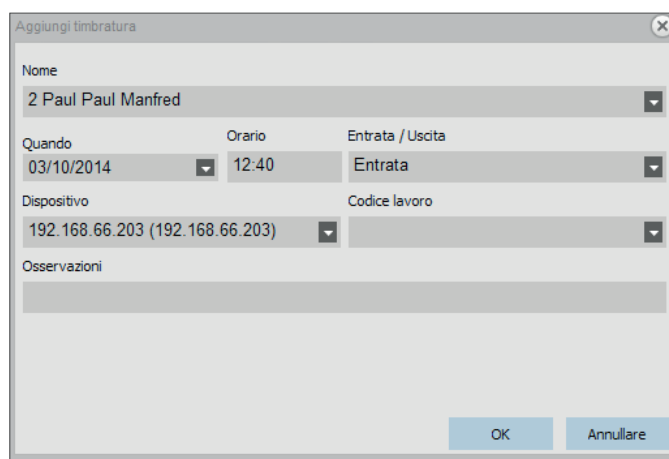 Aggiungi timbratura
Nome
2 Paul Paul Manfred
Quando Orario Entrata / Uscita
03/10/2014 12:40 Entrata
Dispositivo Codice lavoro
192.168.66.203 (192.168.66.203)
Osservazioni
OK Annullare